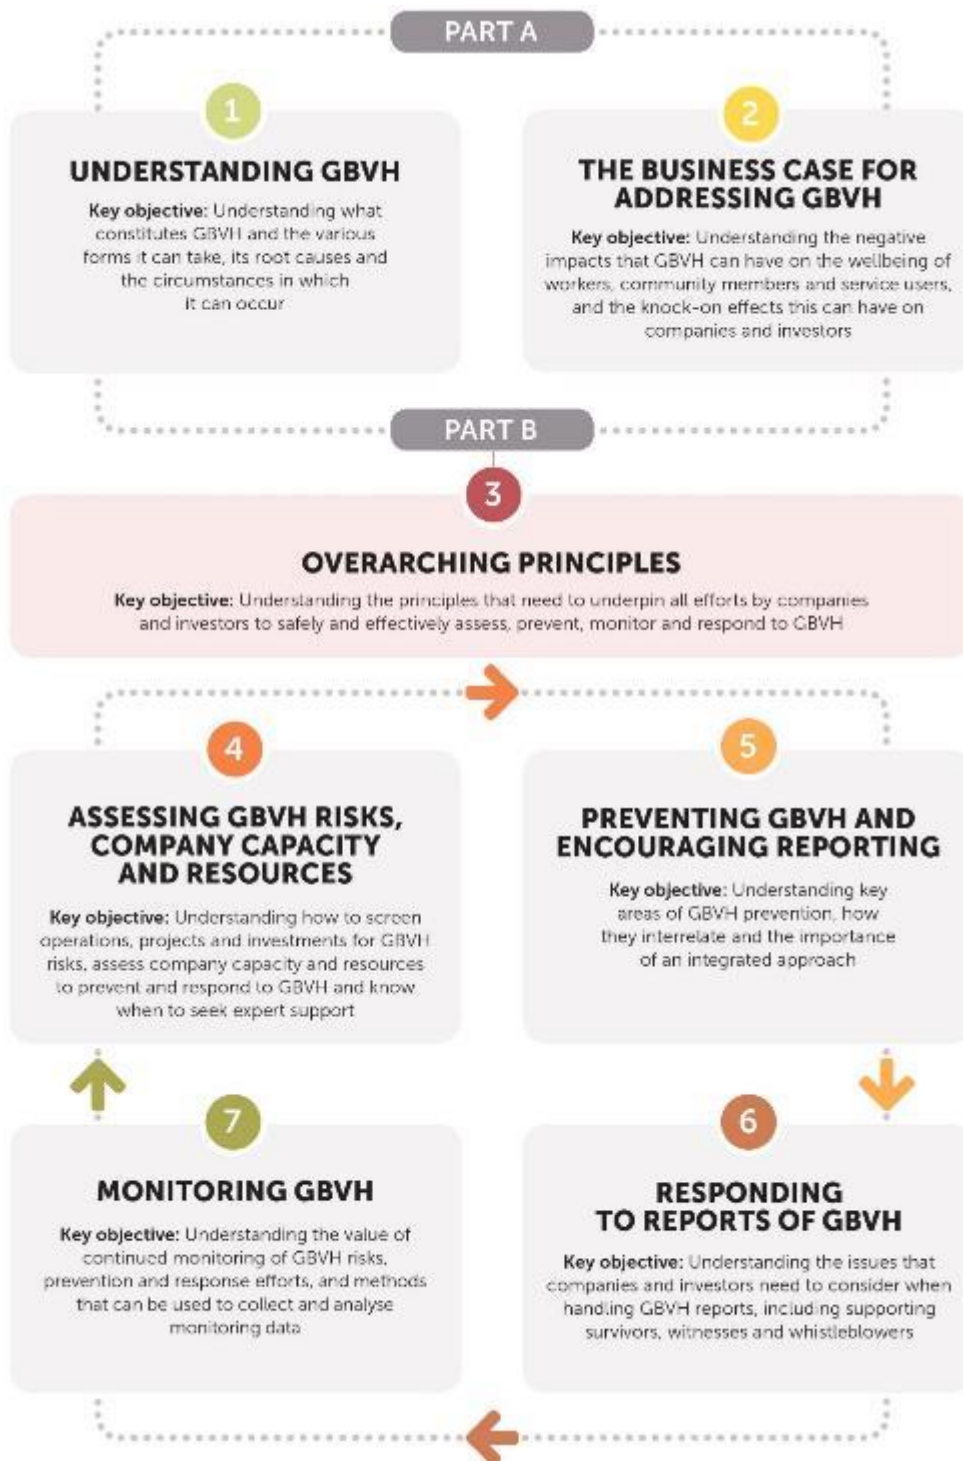 PART A
1
UNDERSTANDING GBVH
Key objective: Understanding what
constitutes GBVH and the various
forms it can take, its root causes and
the circumstances in which
it can occur
2
THE BUSINESS CASE FOR
ADDRESSING GBVH
Key objective: Understanding the negative
impacts that GBVH can have on the wellbeing of
workers, community members and service users,
and the knock-on effects this can have on
companies and investors
PART B
3
OVERARCHING PRINCIPLES
Key objective: Understanding the principles that need to underpin all efforts by companies
and investors to safely and effectively assess, prevent, monitor and respond to GBVH
4
ASSESSING GBVH RISKS,
COMPANY CAPACITY
AND RESOURCES
Key objective: Understanding how to screen
operations, projects and investments for GBVH
risks, assess company capacity and resources
to prevent and respond to GBVH and know
when to seek expert support
5
PREVENTING GBVH AND
ENCOURAGING REPORTING
Key objective: Understanding key
areas of GBVH prevention, how
they interrelate and the importance
of an integrated approach
7
MONITORING GBVH
Key objective: Understanding the value of
continued monitoring of GBVH risks,
prevention and response efforts, and methods
that can be used to collect and analyse
monitoring data
6
RESPONDING
TO REPORTS OF GBVH
Key objective: Understanding the issues that
companies and investors need to consider when
handling GBVH reports, including supporting
survivors, witnesses and whistleblowers